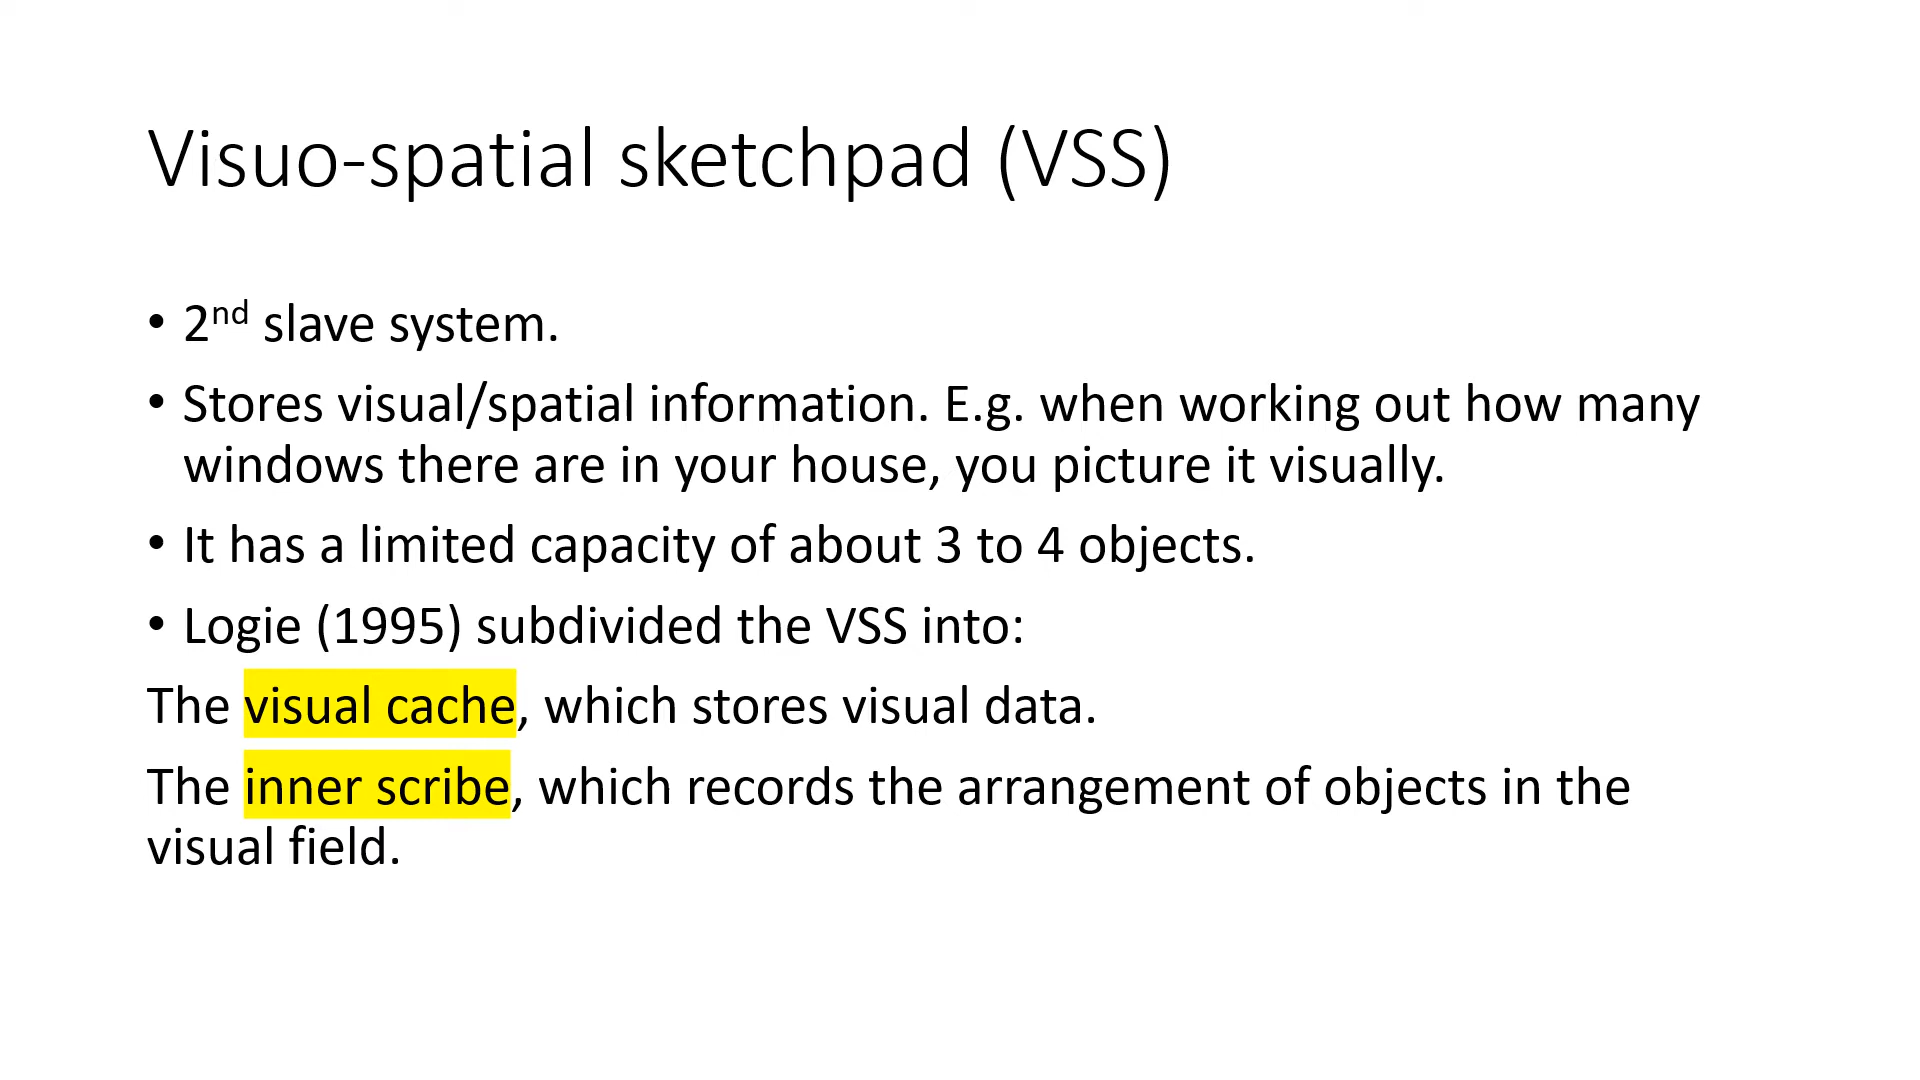 Visuo-spatial sketchpad (VSS)
• 2nd slave system.
• Stores visual/spatial information. E.g. when working out how many
windows there are in your house, you picture it visually.
• It has a limited capacity of about 3 to 4 objects.
• Logie (1995) subdivided the VSS into:
The visual cache, which stores visual data.
The inner scribe, which records the arrangement of objects in the
visual field.